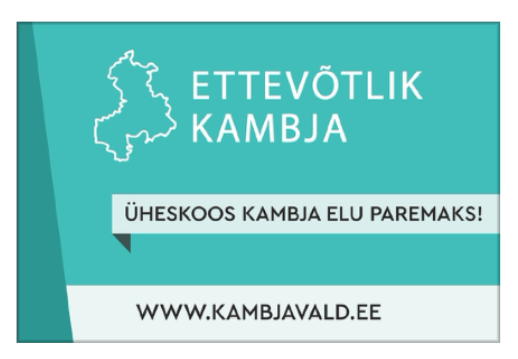 ETTEVÕTLIK
KAMBJA
ÜHESKOOS KAMBJA ELU PAREMAKS!
WWW.KAMBJAVALD.EE